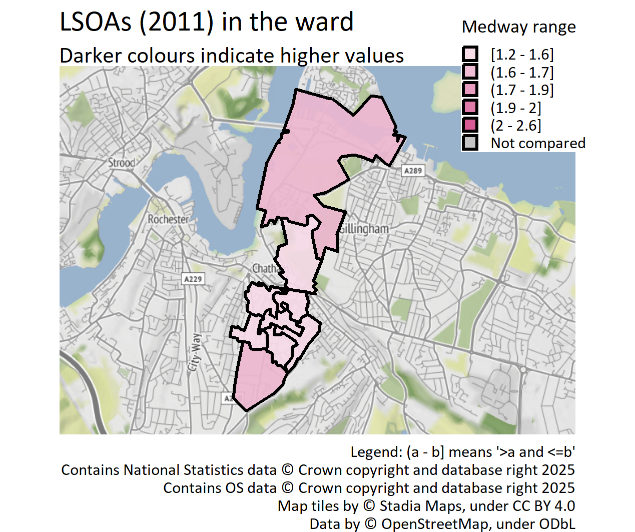 LSOAs (2011) in the ward
Darker colours indicate higher values
Medway range
[1.2 - 1.6]
(1.6 - 1.7]
(1.7 - 1.9]
(1.9 - 2]
(2 - 2.6]
Not compared
Strood
A289
Rochester
Gillingham
Chath
A229
City Way
Legend: (a - b] means '>a and <=b'
Contains National Statistics data © Crown copyright and database right 2025
Contains OS data © Crown copyright and database right 2025
Map tiles by © Stadia Maps, under CC BY 4.0
Data by © OpenStreetMap, under ODbL